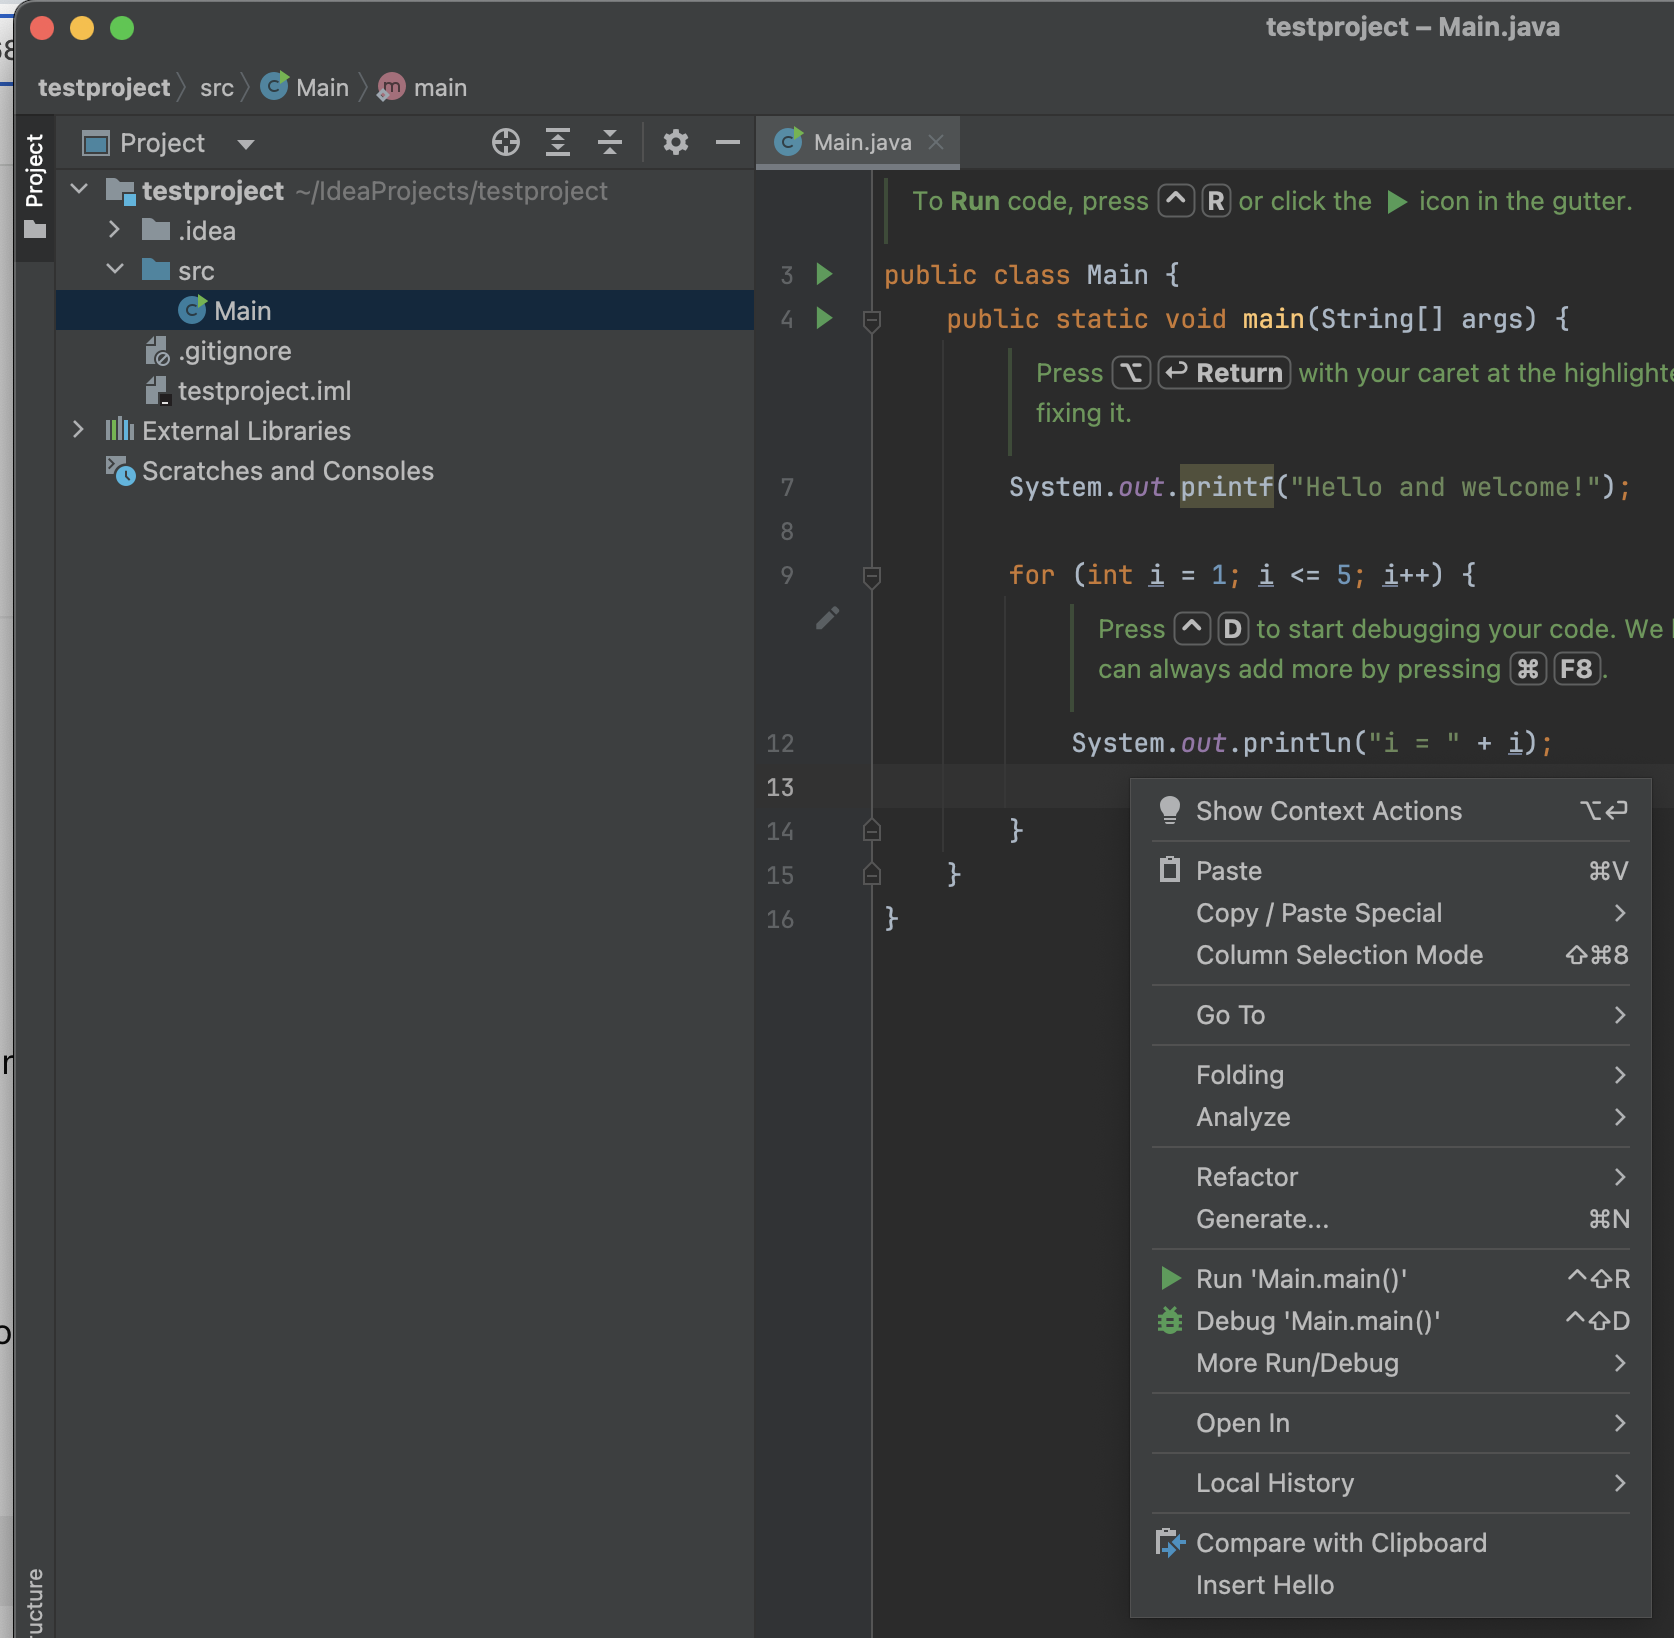 testproject – Main.java
testproject src Main main
Project
Project
Main.java
testproject ~/IdeaProjects/testproject
.idea
src
Main
.gitignore
testproject.iml
External Libraries
Scratches and Consoles
To Run code, press ^ R or click the ▶ icon in the gutter.
3 public class Main {
4 public static void main(String[] args) {
Press ⌥ ↩ Return with your caret at the highlighte
fixing it.
7 System.out.printf("Hello and welcome!");
8
9 for (int i = 1; i <= 5; i++) {
Press ^ D to start debugging your code. We
can always add more by pressing ⌘ F8.
12 System.out.println("i = " + i);
13
14 }
15 }
16 }
Show Context Actions ⌥↩
Paste ⌘V
Copy / Paste Special
Column Selection Mode ⇧⌘8
Go To
Folding
Analyze
Refactor
Generate... ⌘N
Run 'Main.main()' ^⇧R
Debug 'Main.main()' ^⇧D
More Run/Debug
Open In
Local History
Compare with Clipboard
Insert Hello
ucture